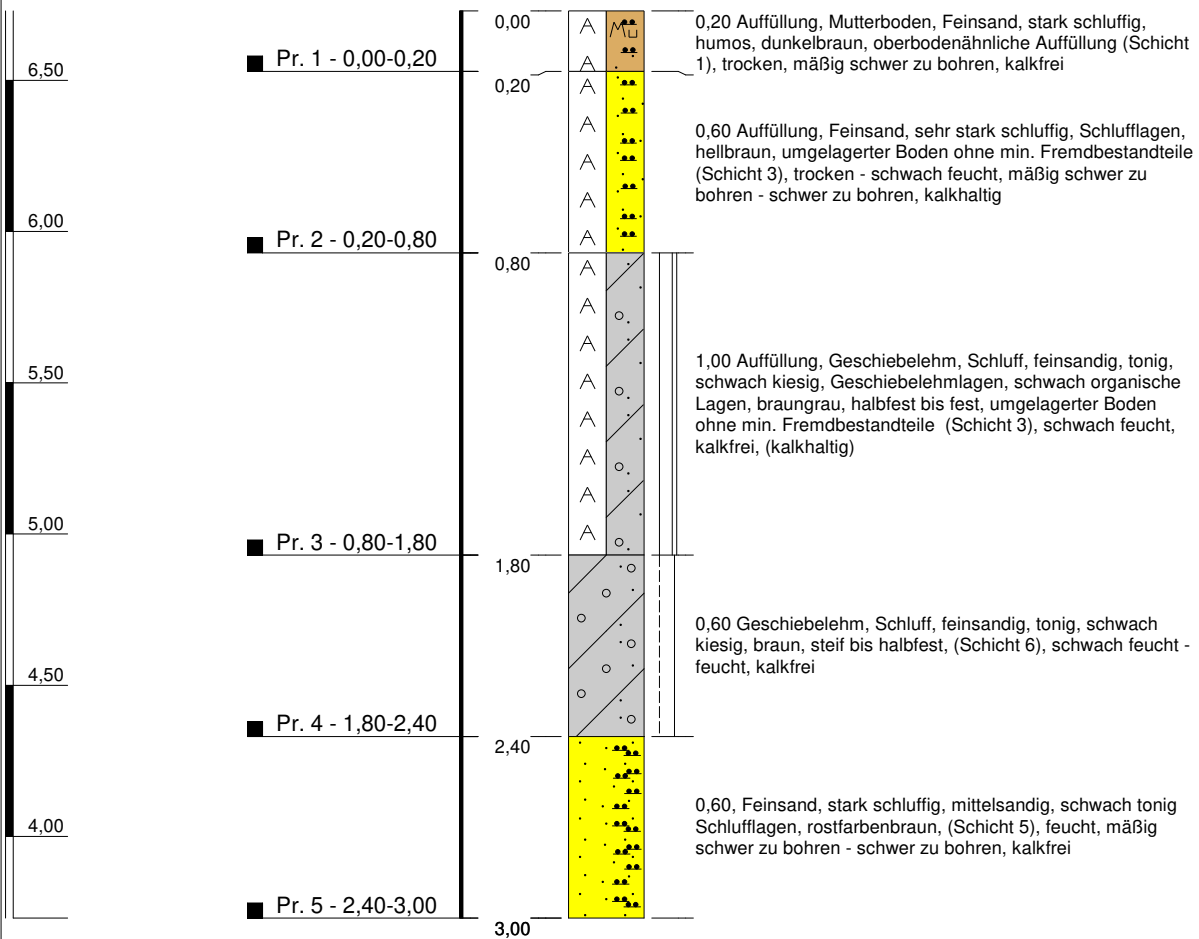 0,00
0,20 Auffüllung, Mutterboden, Feinsand, stark schluffig,
humos, dunkelbraun, oberbodenähnliche Auffüllung (Schicht
1), trocken, mäßig schwer zu bohren, kalkfrei
A
Mu
Pr. 1 - 0,00-0,20
A
6,50
0,20
A
A
0,60 Auffüllung, Feinsand, sehr stark schluffig, Schlufflagen,
hellbraun, umgelagerter Boden ohne min. Fremdbestandteile
(Schicht 3), trocken - schwach feucht, mäßig schwer zu
bohren - schwer zu bohren, kalkhaltig
A
A
6,00
Pr. 2 - 0,20-0,80
A
0,80
A
A
A
5,50
1,00 Auffüllung, Geschiebelehm, Schluff, feinsandig, tonig,
schwach kiesig, Geschiebelehmlagen, schwach organische
Lagen, braungrau, halbfest bis fest, umgelagerter Boden
ohne min. Fremdbestandteile  (Schicht 3), schwach feucht,
kalkfrei, (kalkhaltig)
A
A
A
A
5,00
A
Pr. 3 - 0,80-1,80
1,80
0,60 Geschiebelehm, Schluff, feinsandig, tonig, schwach
kiesig, braun, steif bis halbfest, (Schicht 6), schwach feucht -
feucht, kalkfrei
4,50
Pr. 4 - 1,80-2,40
2,40
0,60, Feinsand, stark schluffig, mittelsandig, schwach tonig
Schlufflagen, rostfarbenbraun, (Schicht 5), feucht, mäßig
schwer zu bohren - schwer zu bohren, kalkfrei
4,00
Pr. 5 - 2,40-3,00
3,00